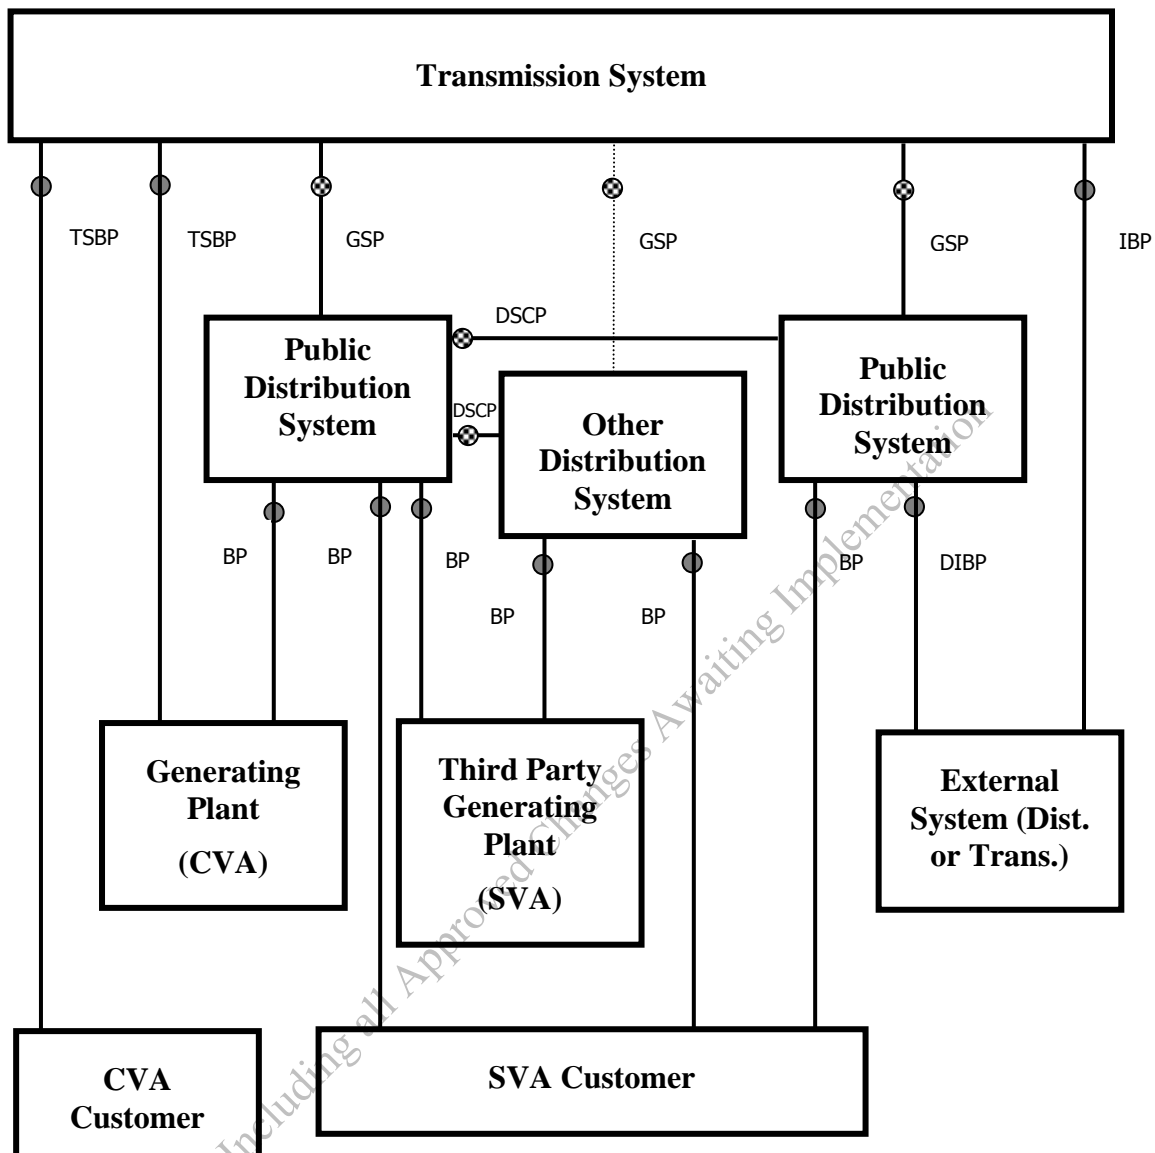 Transmission System
TSBP
TSBP
GSP
GSP
GSP
IBP
DSCP
Public
Distribution
System
DSCP
Other
Distribution
System
Public
Distribution
System
BP
BP
BP
BP
BP
BP
DIBP
Generating
Plant
(CVA)
Third Party
Generating
Plant
(SVA)
External
System (Dist.
or Trans.)
CVA
Customer
SVA Customer
Including all Approved Changes Awaiting Implementation